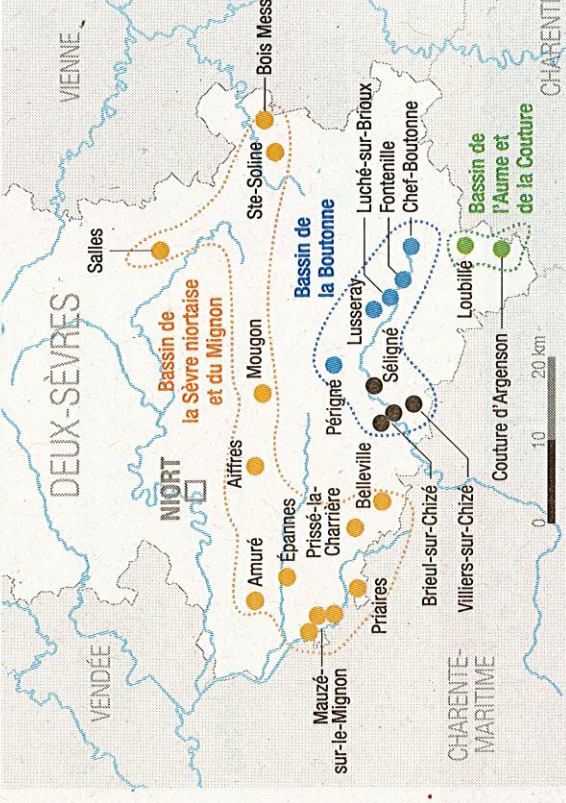 DEUX-SÈVRES
VIENNE
VENDÉE
Salles
NIORT
Bassin de
la Sèvre niortaise
et du Mignon
Amuré
Aiffres
Mougon
Ste-Soline
Bois Mess
Épannes
Prissé-la-
Charrière
Belleville
Mauzé-
sur-le-Mignon
Priaires
Bassin de
la Boutonne
Périgné
Lusseray
Luché-sur-Brioux
Fontenille
Chef-Boutonne
Séligné
Brieul-sur-Chizé
Villiers-sur-Chizé
CHARENTE-
MARITIME
Loubillé
Bassin de
l'Aume et
de la Couture
Couture d'Argenson
0 10 20 km
CHARENTE